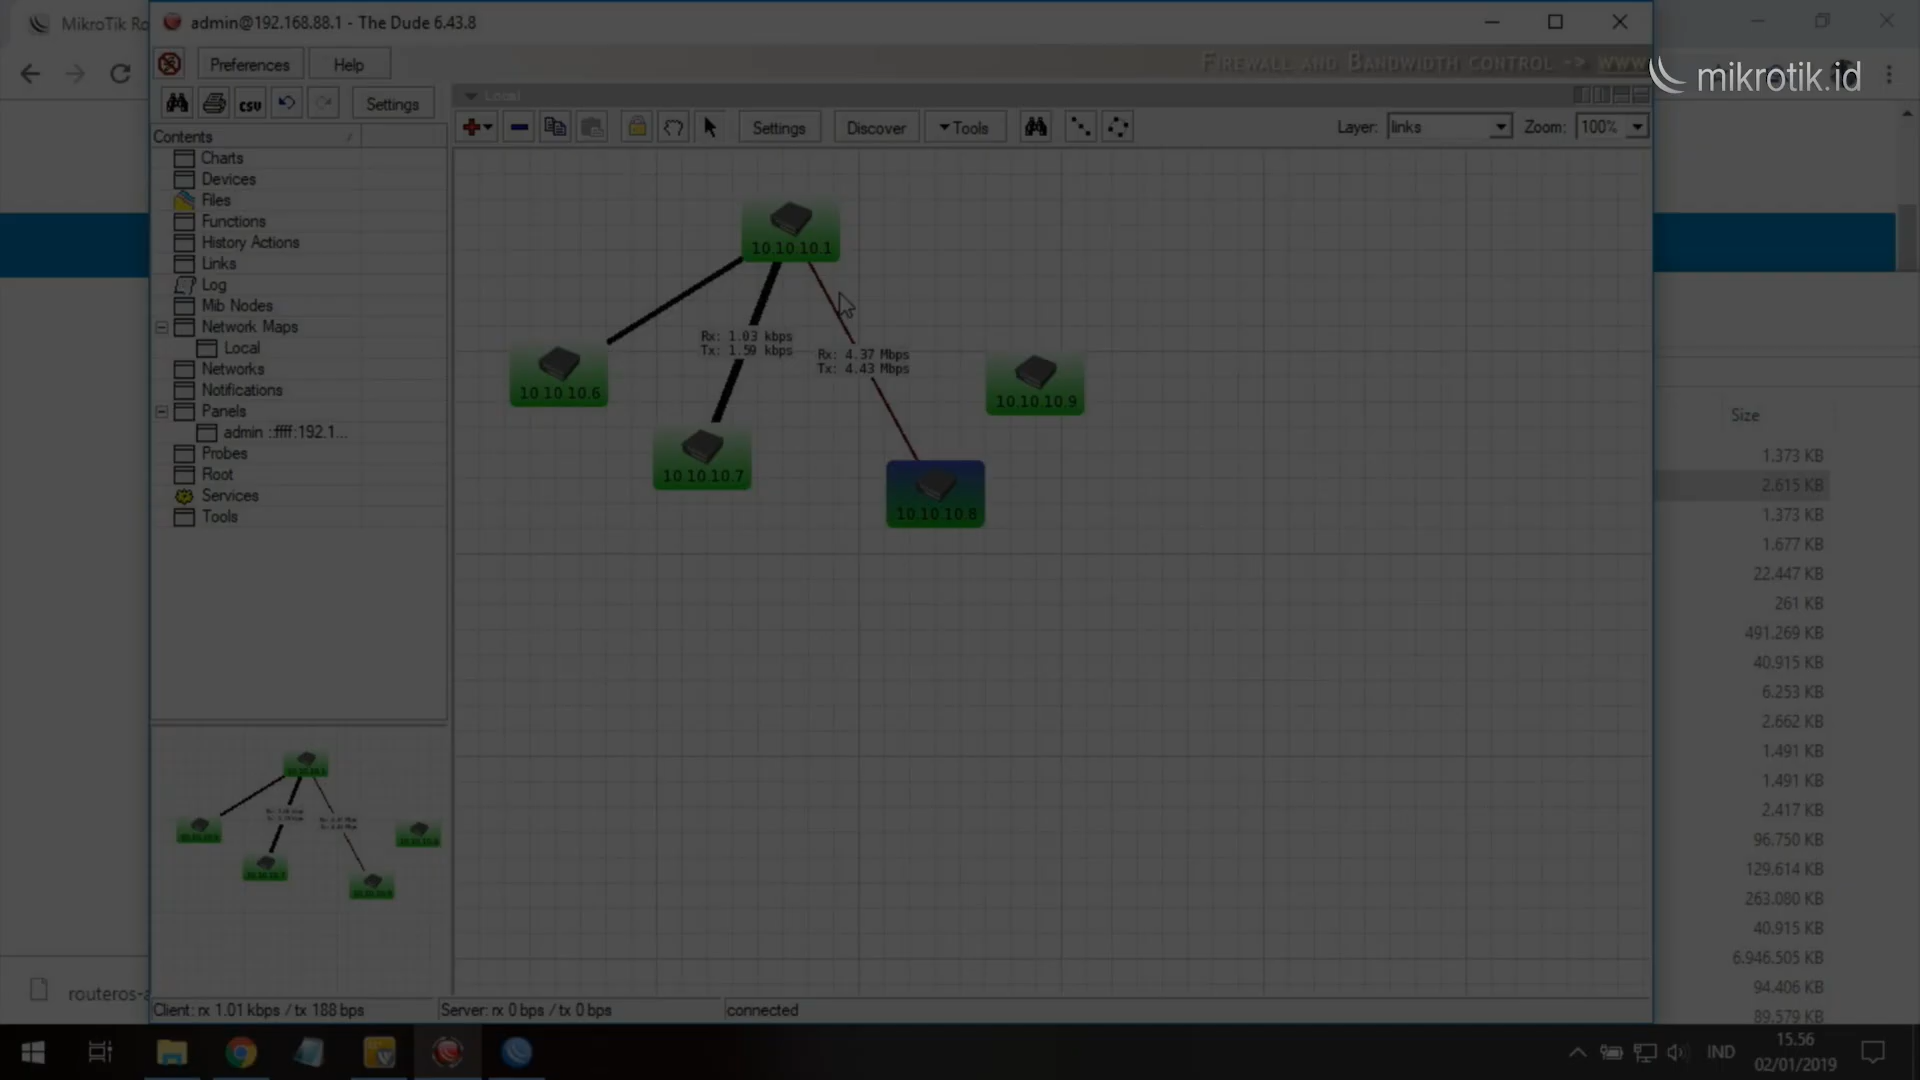 MikroTik Ro
admin@192.168.88.1 - The Dude 6.43.8
Preferences
Help
FIREWALL AND BANDWIDTH CONTROL -> www
mikrotik.id
CSV
Settings
Local
Settings
Discover
Tools
Layer: links
Zoom: 100%
Contents
Charts
Devices
Files
Functions
History Actions
Links
Log
Mib Nodes
Network Maps
Local
Networks
Notifications
Panels
admin ::ffff:192.1...
Probes
Root
Services
Tools
10.10.10.1
Rx: 1.03 kbps
Tx: 1.59 kbps
Rx: 4.37 Mbps
Tx: 4.43 Mbps
10.10.10.6
10.10.10.9
10.10.10.7
10.10.10.8
Size
1.373 KB
2.615 KB
1.373 KB
1.677 KB
22.447 KB
261 KB
491.269 KB
40.915 KB
6.253 KB
2.662 KB
1.491 KB
1.491 KB
2.417 KB
96.750 KB
129.614 KB
263.080 KB
40.915 KB
6.946.505 KB
94.406 KB
89.579 KB
routeros-a
Client: rx 1.01 kbps / tx 188 bps
Server: rx 0 bps / tx 0 bps
connected
IND
15.56
02/01/2019